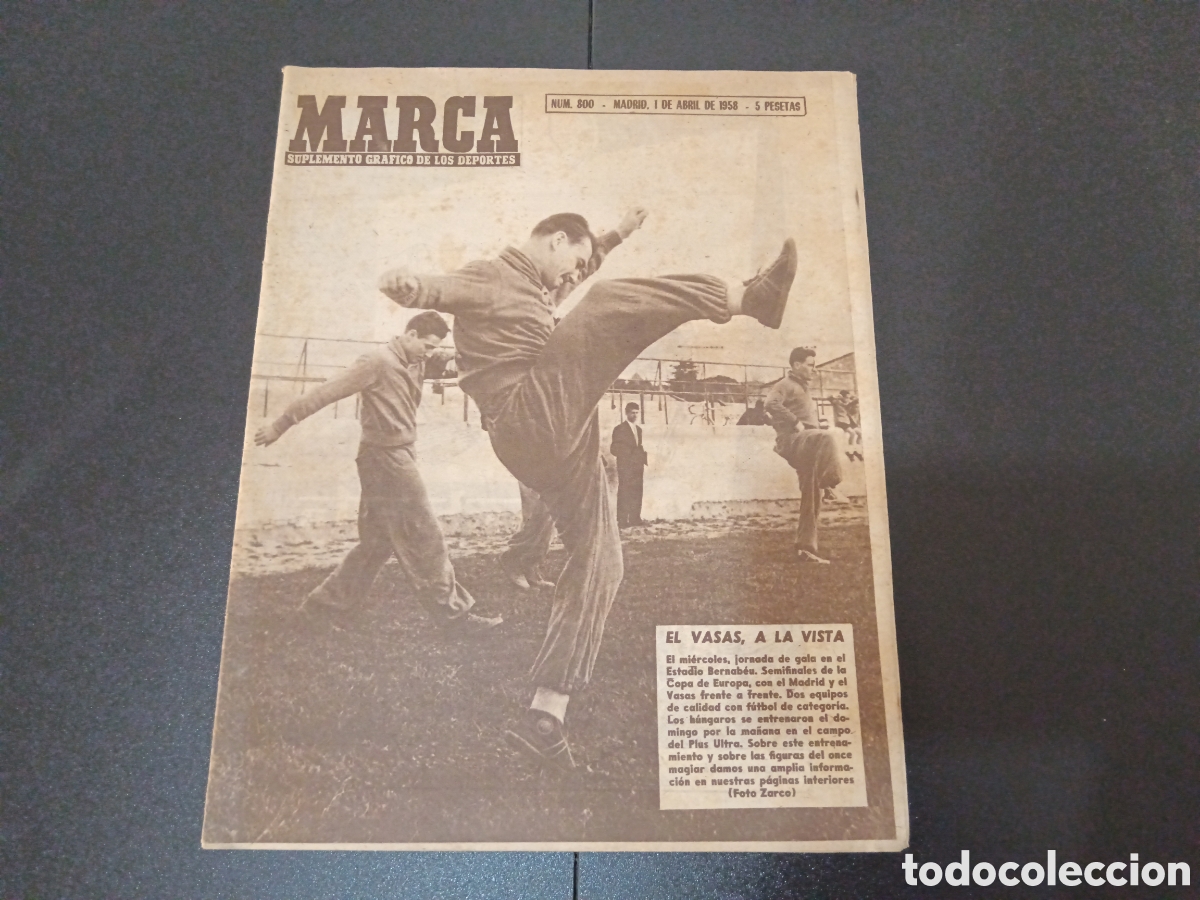 MARCA
SUPLEMENTO GRAFICO DE LOS DEPORTES
NUM. 800 - MADRID, 1 DE ABRIL DE 1958 - 5 PESETAS
EL VASAS, A LA VISTA
El miércoles, jornada de gala en el
Estadio Bernabéu. Semifinales de la
Copa de Europa, con el Madrid y el
Vasas frente a frente. Dos equipos
de calidad con fútbol de categoría.
Los húngaros se entrenaron el do-
mingo por la mañana en el campo
del Plus Ultra. Sobre este entrena-
miento y sobre las figuras del once
magiar damos una amplia informa-
ción en nuestras páginas interiores
(Foto Zarco)
todocoleccion